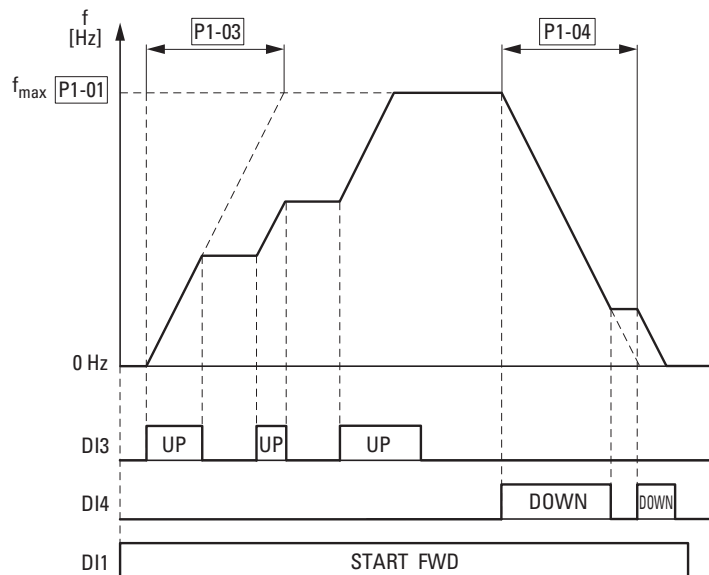 f
[Hz]
P1-03
P1-04
fmax P1-01
0 Hz
DI3 UP UP UP
DI4 DOWN DOWN
DI1 START FWD